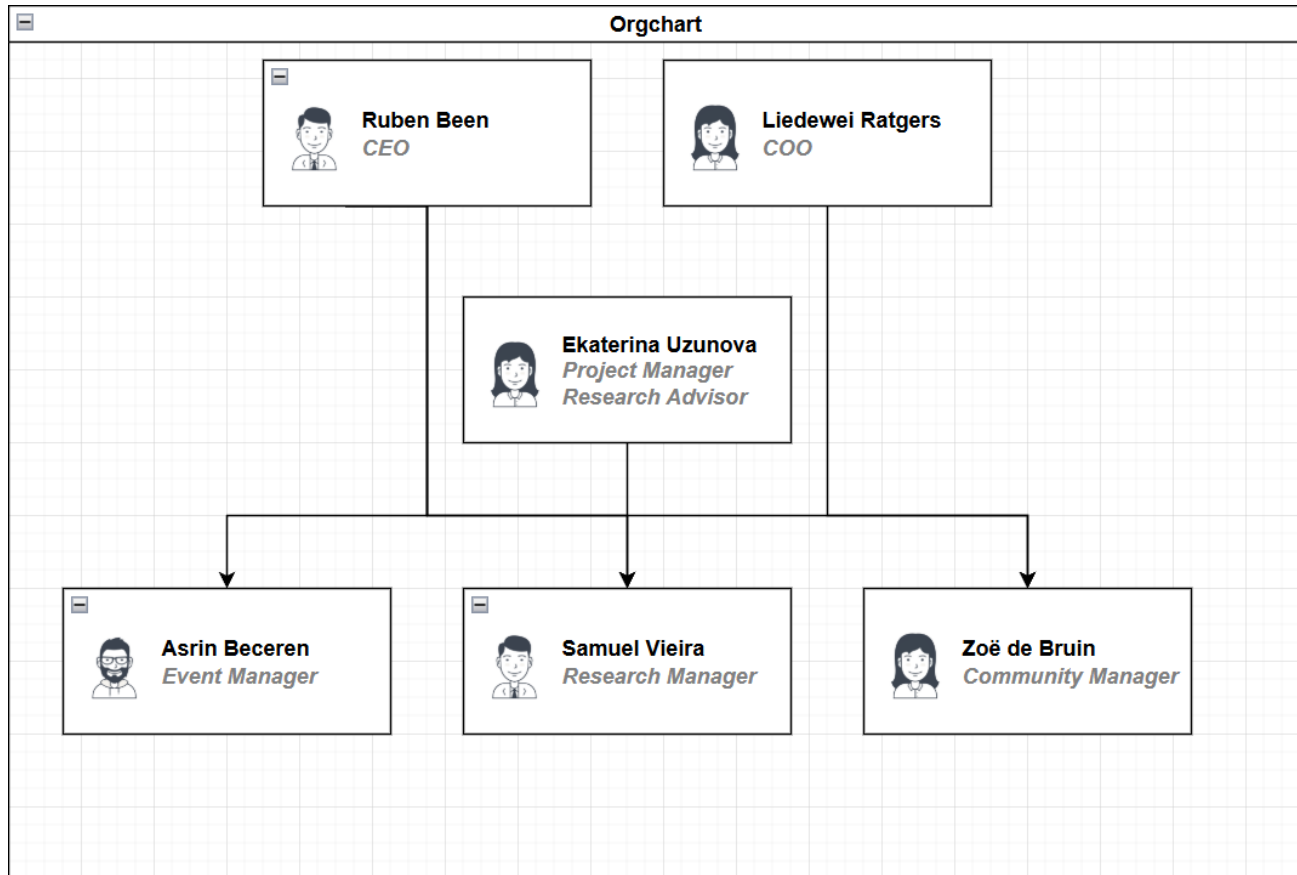 Orgchart
Ruben Been
CEO
Liedewei Ratgers
COO
Ekaterina Uzunova
Project Manager
Research Advisor
Asrin Beceren
Event Manager
Samuel Vieira
Research Manager
Zoë de Bruin
Community Manager